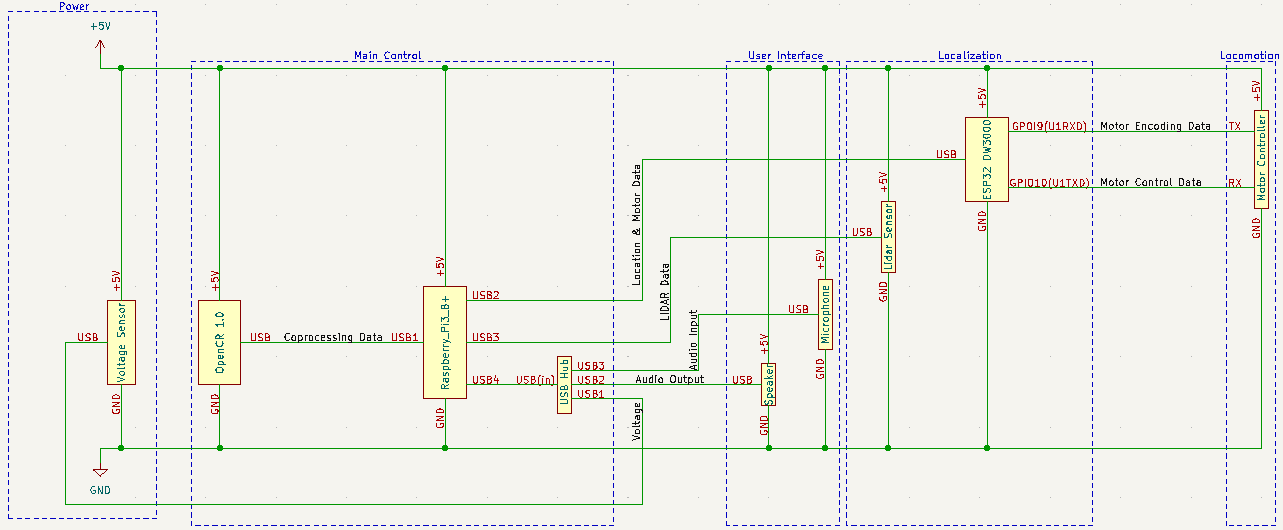 Power
+5V
Main Control
User Interface
Localization
Locomation
+5V
+5V
ESP32 DW3000
GPOI9(U1RXD)
Motor Encoding Data
TX
USB
GPIO10(U1TXD)
Motor Control Data
RX
Motor Controller
GND
GND
Location & Motor Data
+5V
USB
Lidar Sensor
GND
LIDAR Data
+5V
USB
Voltage Sensor
GND
+5V
OpenCR 1.0
USB
GND
Coprocessing Data
+5V
USB1
Raspberry_Pi3_B+
USB2
USB3
USB4
GND
USB(in)
USB Hub
USB3
USB2
USB1
Audio Input
Audio Output
Voltage
+5V
USB
Microphone
GND
+5V
USB
Speaker
GND
GND